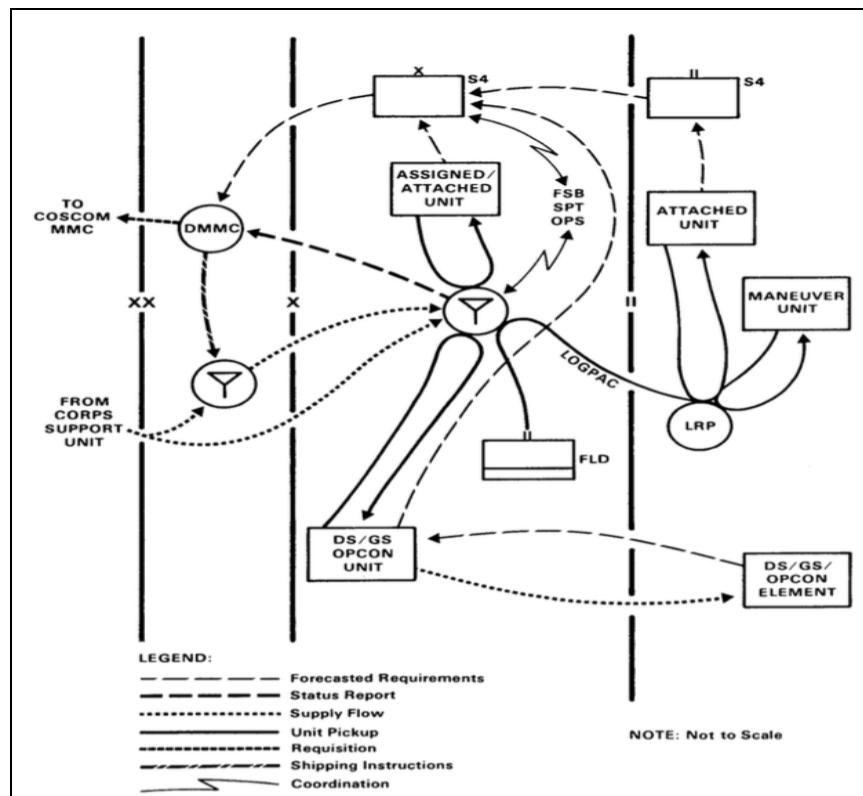 X
S4
II
S4
ASSIGNED/
ATTACHED
UNIT
FSB
SPT
OPS
ATTACHED
UNIT
TO
COSCOM
MMC
DMMC
MANEUVER
UNIT
XX
X
II
LOGPAC
FROM
CORPS
SUPPORT
UNIT
LRP
II
FLD
DS/GS
OPCON
UNIT
DS/GS/
OPCON
ELEMENT
LEGEND:
Forecasted Requirements
Status Report
Supply Flow
Unit Pickup
Requisition
Shipping Instructions
Coordination
NOTE: Not to Scale